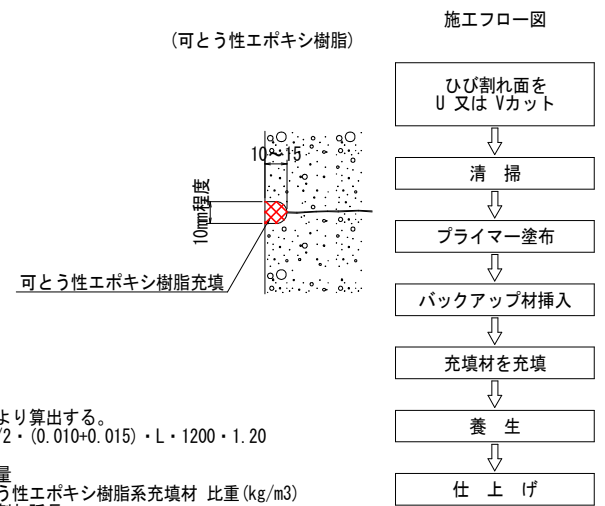 施工フロー図
(可とう性エポキシ樹脂)
ひび割れ面を
U 又は Vカット
清 掃
プライマー塗布
バックアップ材挿入
充填材を充填
養 生
仕 上 げ
10～15
10mm程度
可とう性エポキシ樹脂充填
より算出する。
/2・(0.010+0.015)・L・1200・1.20
量
う性エポキシ樹脂系充填材 比重(kg/m3)